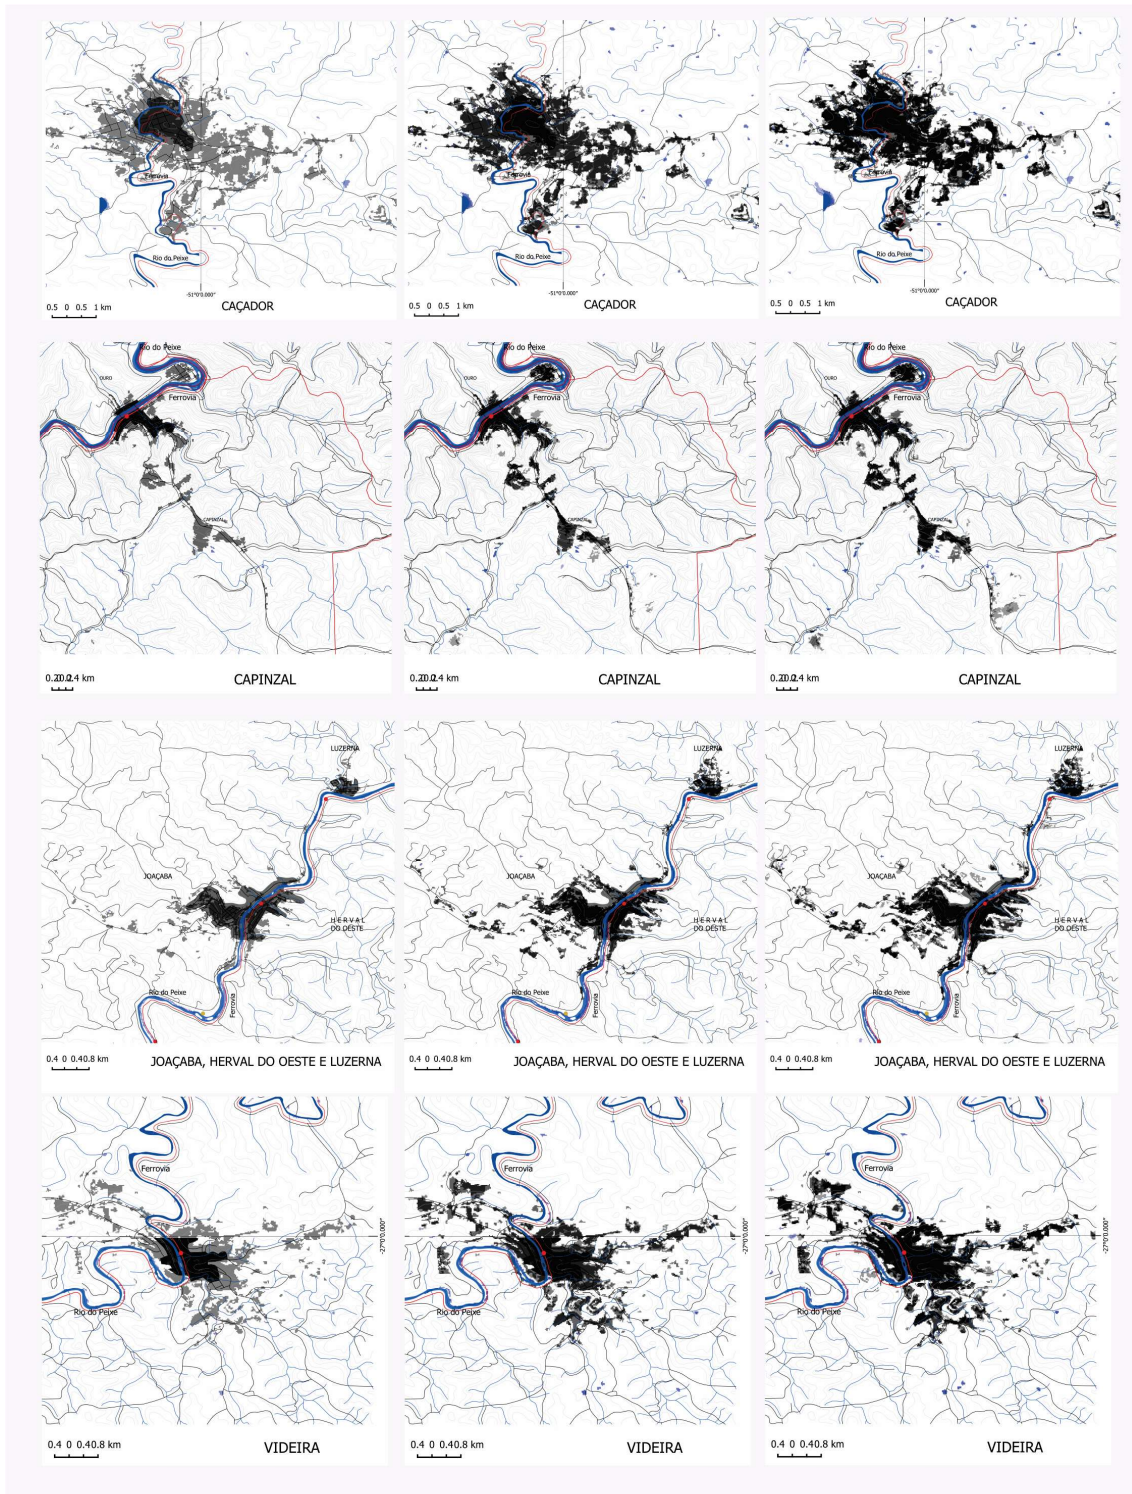 Ferrovia
Rio do Peixe
-51°0'0.000"
0.5 0 0.5 1 km
CAÇADOR
Ferrovia
Rio do Peixe
-51°0'0.000"
0.5 0 0.5 1 km
CAÇADOR
Ferrovia
Rio do Peixe
-51°0'0.000"
0.5 0 0.5 1 km
CAÇADOR
Rio do Peixe
OURO
Ferrovia
CAPINZAL
CAPINZAL
Rio do Peixe
OURO
Ferrovia
CAPINZAL
CAPINZAL
Rio do Peixe
OURO
Ferrovia
CAPINZAL
CAPINZAL
LUZERNA
JOAÇABA
HERVAL
DO OESTE
Rio do Peixe
Ferrovia
0.4 0 0.40.8 km
JOAÇABA, HERVAL DO OESTE E LUZERNA
LUZERNA
JOAÇABA
HERVAL
DO OESTE
Rio do Peixe
Ferrovia
0.4 0 0.40.8 km
JOAÇABA, HERVAL DO OESTE E LUZERNA
LUZERNA
JOAÇABA
HERVAL
DO OESTE
Rio do Peixe
Ferrovia
0.4 0 0.40.8 km
JOAÇABA, HERVAL DO OESTE E LUZERNA
Ferrovia
-27°0'0.000"
Rio do Peixe
0.4 0 0.40.8 km
VIDEIRA
Ferrovia
-27°0'0.000"
Rio do Peixe
0.4 0 0.40.8 km
VIDEIRA
Ferrovia
-27°0'0.000"
Rio do Peixe
0.4 0 0.40.8 km
VIDEIRA